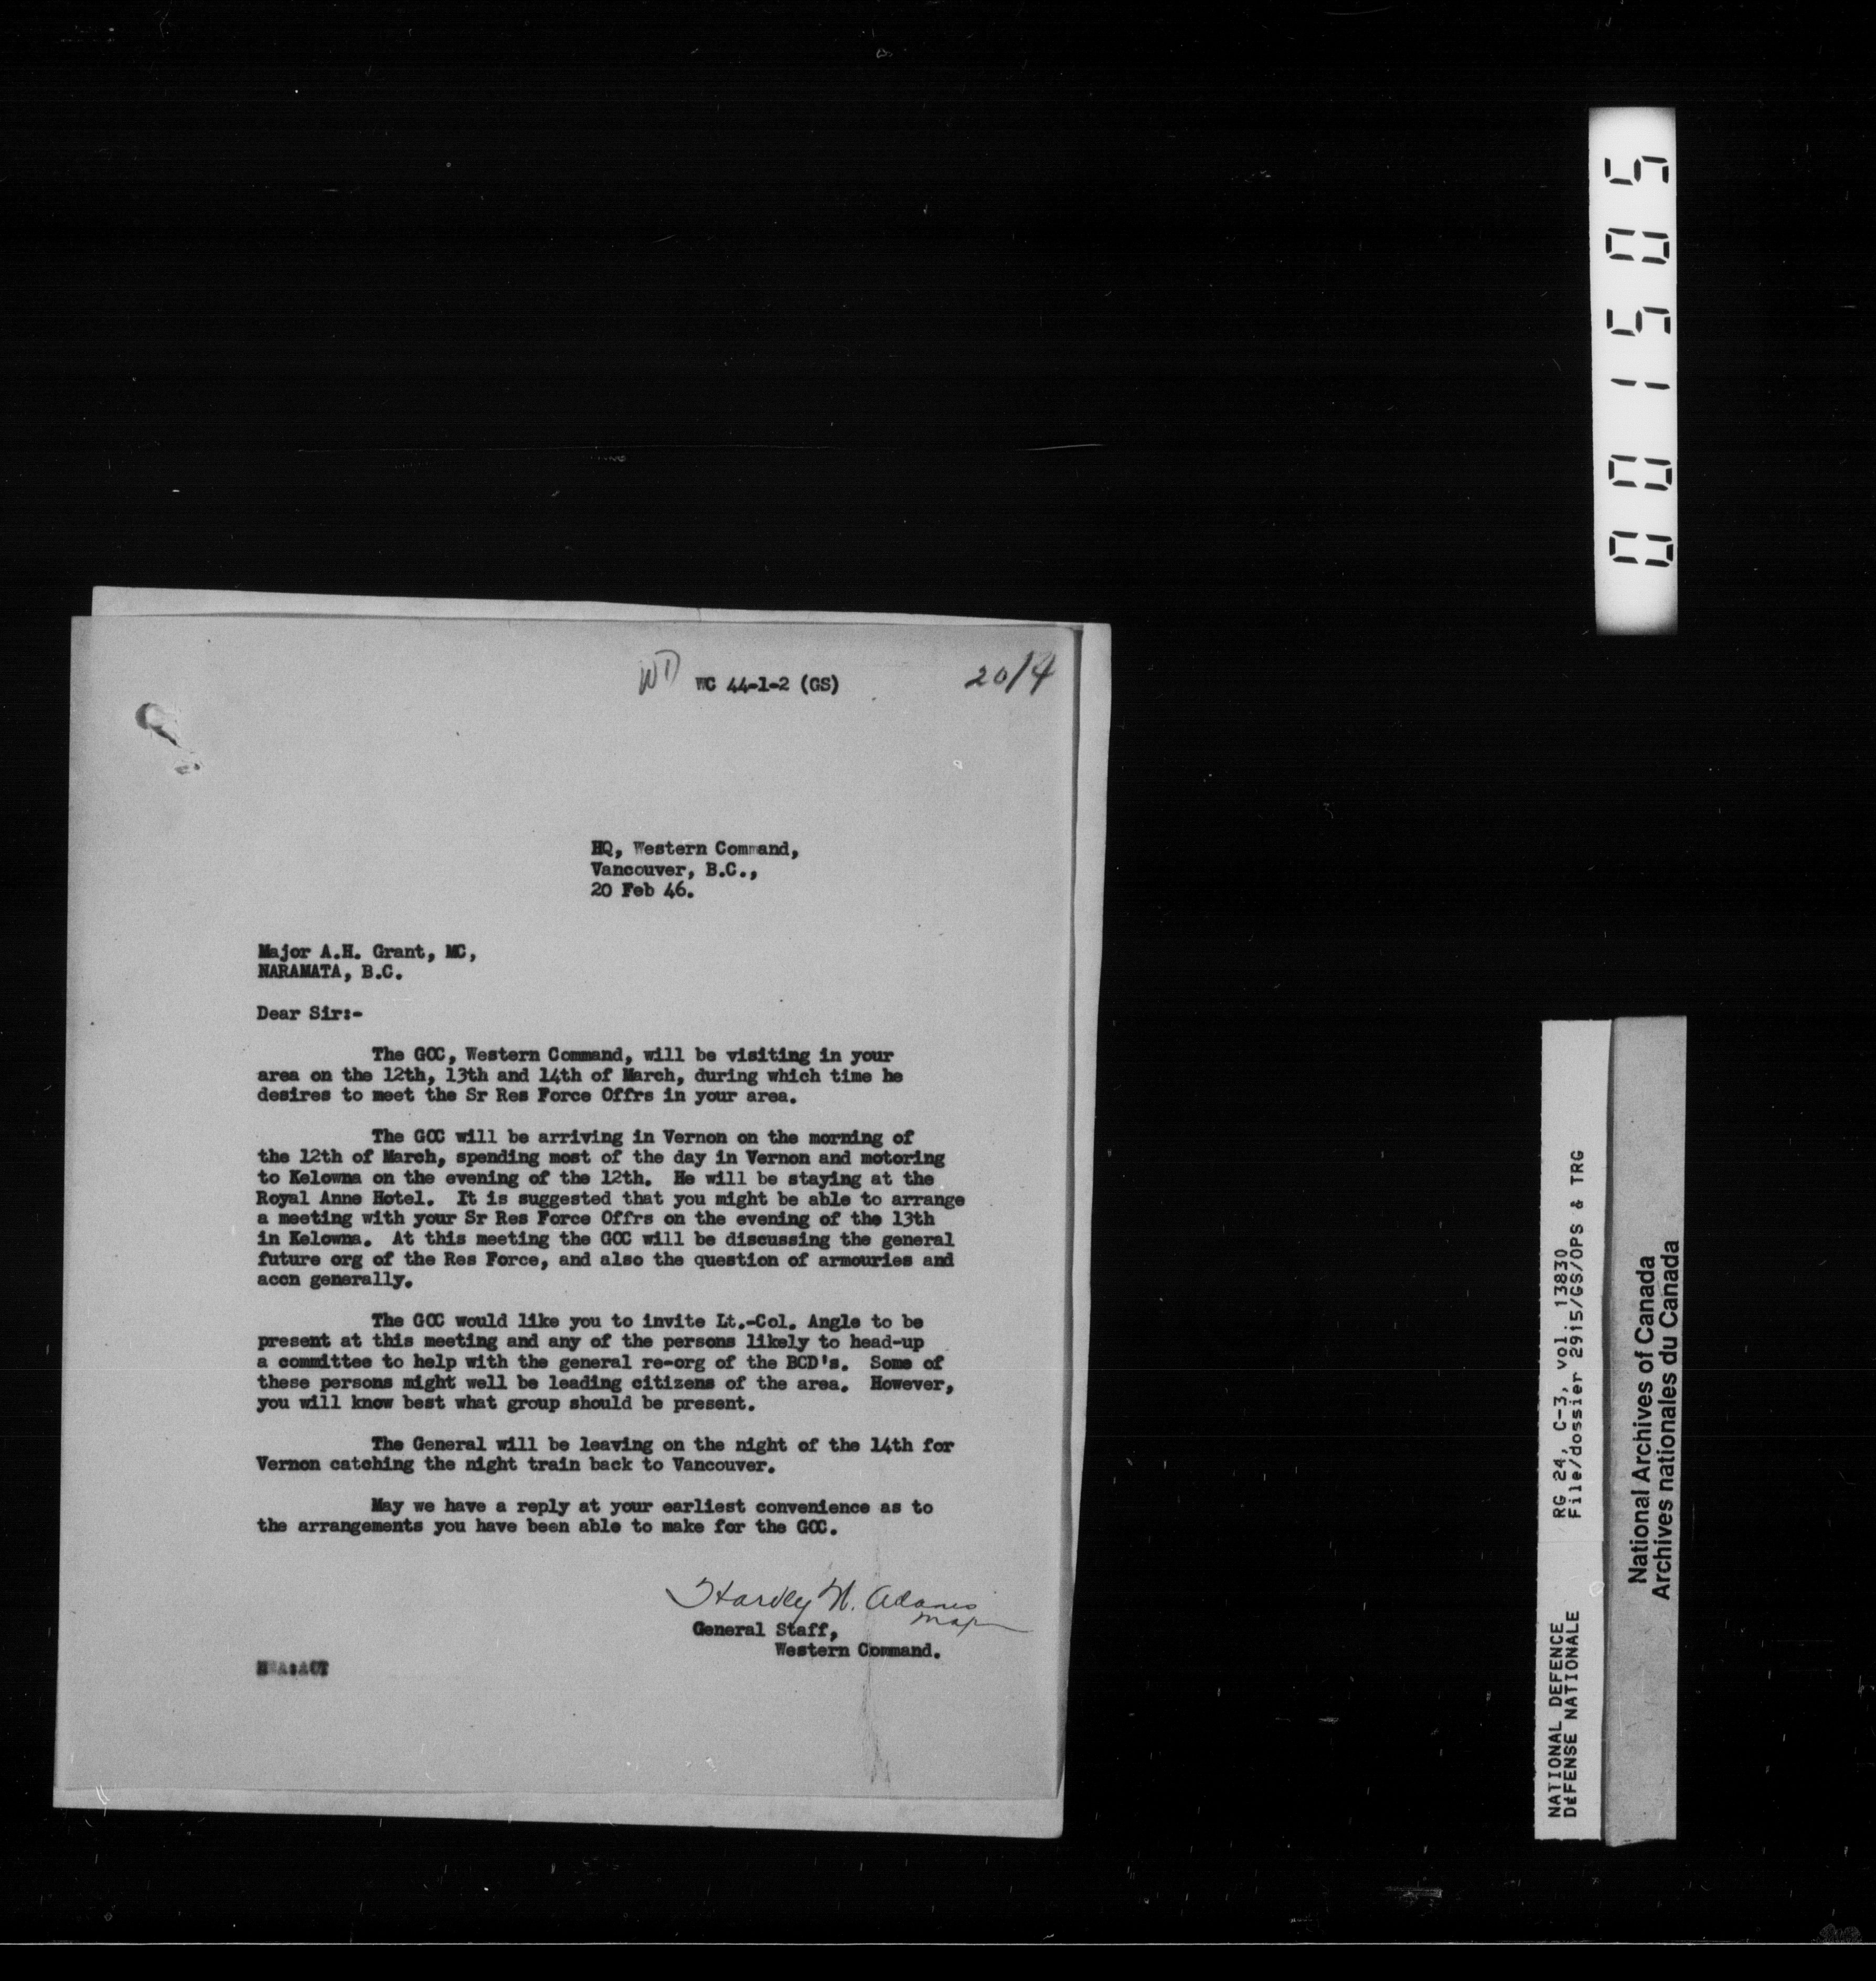 WD WC 44-1-2 (GS) 20/4
HQ, Western Command,
Vancouver, B.C.,
20 Feb 46.
Major A.H. Grant, MC,
NARAMATA, B.C.
Dear Sir:-
The GOC, Western Command, will be visiting in your
area on the 12th, 13th and 14th of March, during which time he
desires to meet the Sr Res Force Offrs in your area.
The GOC will be arriving in Vernon on the morning of
the 12th of March, spending most of the day in Vernon and motoring
to Kelowna on the evening of the 12th. He will be staying at the
Royal Anne Hotel. It is suggested that you might be able to arrange
a meeting with your Sr Res Force Offrs on the evening of the 13th
in Kelowna. At this meeting the GOC will be discussing the general
future org of the Res Force, and also the question of armouries and
accn generally.
The GOC would like you to invite Lt.-Col. Angle to be
present at this meeting and any of the persons likely to head-up
a committee to help with the general re-org of the BCD's. Some of
these persons might well be leading citizens of the area. However,
you will know best what group should be present.
The General will be leaving on the night of the 14th for
Vernon catching the night train back to Vancouver.
May we have a reply at your earliest convenience as to
the arrangements you have been able to make for the GOC.
N. Adams
Maj
General Staff,
Western Command.
001505
NATIONAL DEFENCE RG 24, C-3, vol. 13830
DÉFENSE NATIONALE File/dossier 2915/GS/OPS & TRG
National Archives of Canada
Archives nationales du Canada